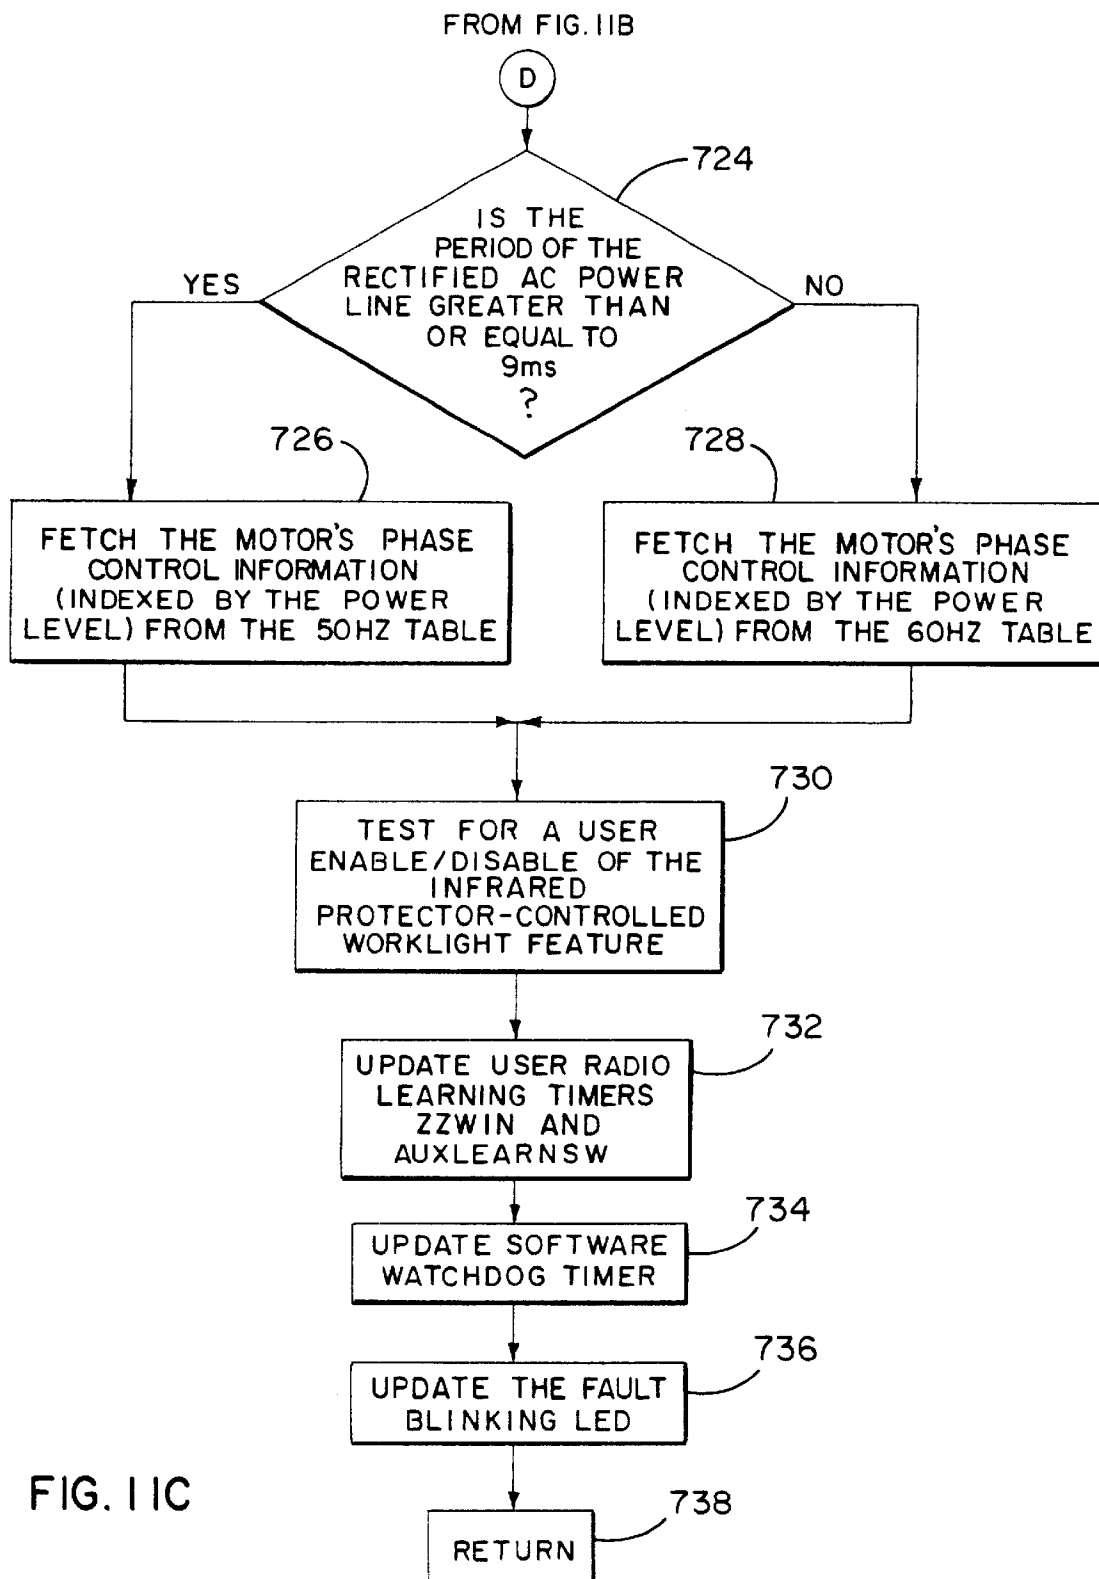 FROM FIG. 11B
D
724
IS THE
PERIOD OF THE
RECTIFIED AC POWER
LINE GREATER THAN
OR EQUAL TO
9ms
?
YES
NO
726
728
FETCH THE MOTOR'S PHASE
CONTROL INFORMATION
(INDEXED BY THE POWER
LEVEL) FROM THE 50HZ TABLE
FETCH THE MOTOR'S PHASE
CONTROL INFORMATION
(INDEXED BY THE POWER
LEVEL) FROM THE 60HZ TABLE
730
TEST FOR A USER
ENABLE/DISABLE OF THE
INFRARED
PROTECTOR-CONTROLLED
WORKLIGHT FEATURE
732
UPDATE USER RADIO
LEARNING TIMERS
ZZWIN AND
AUXLEARNSW
734
UPDATE SOFTWARE
WATCHDOG TIMER
736
UPDATE THE FAULT
BLINKING LED
738
RETURN
FIG. 11C